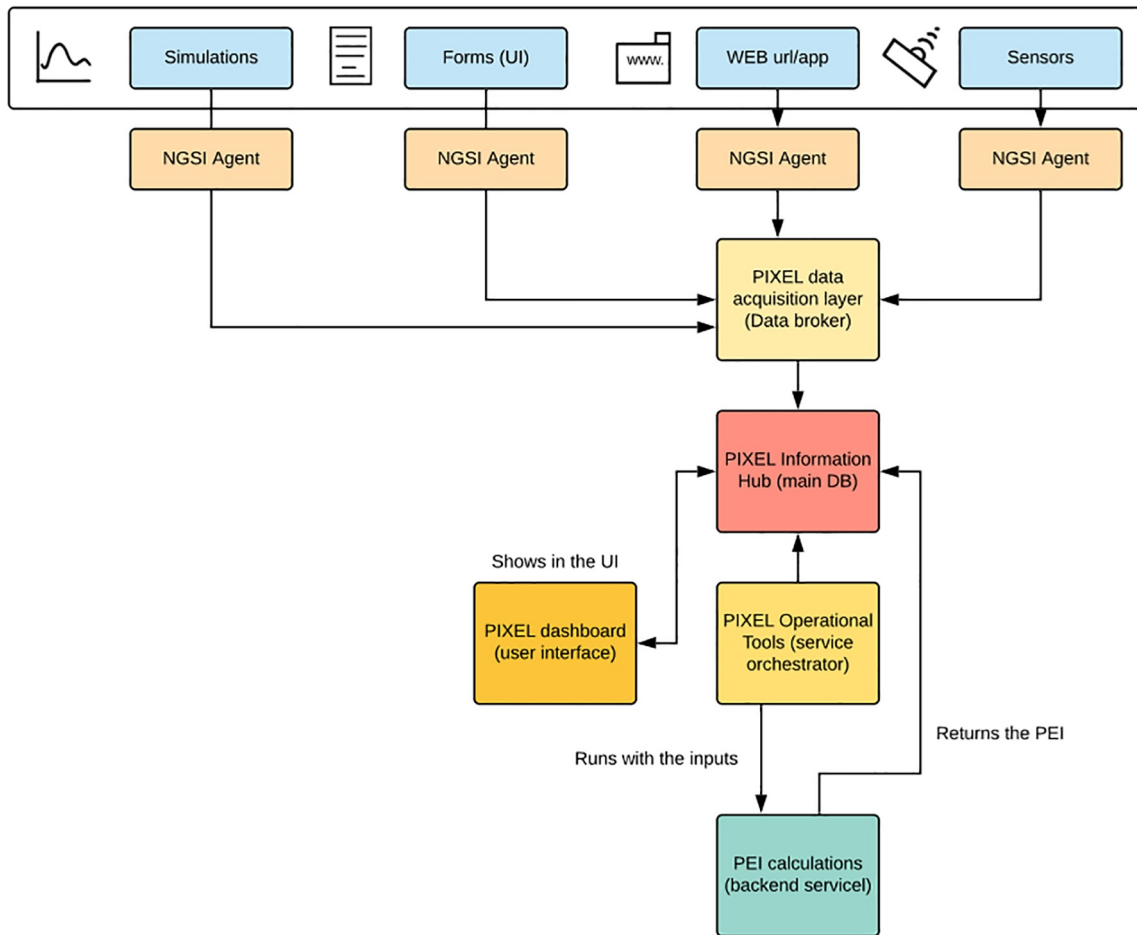 Simulations
Forms (UI)
www.
WEB url/app
Sensors
NGSI Agent
NGSI Agent
NGSI Agent
NGSI Agent
PIXEL data
acquisition layer
(Data broker)
PIXEL Information
Hub (main DB)
Shows in the UI
PIXEL dashboard
(user interface)
PIXEL Operational
Tools (service
orchestrator)
Returns the PEI
Runs with the inputs
PEI calculations
(backend servicel)